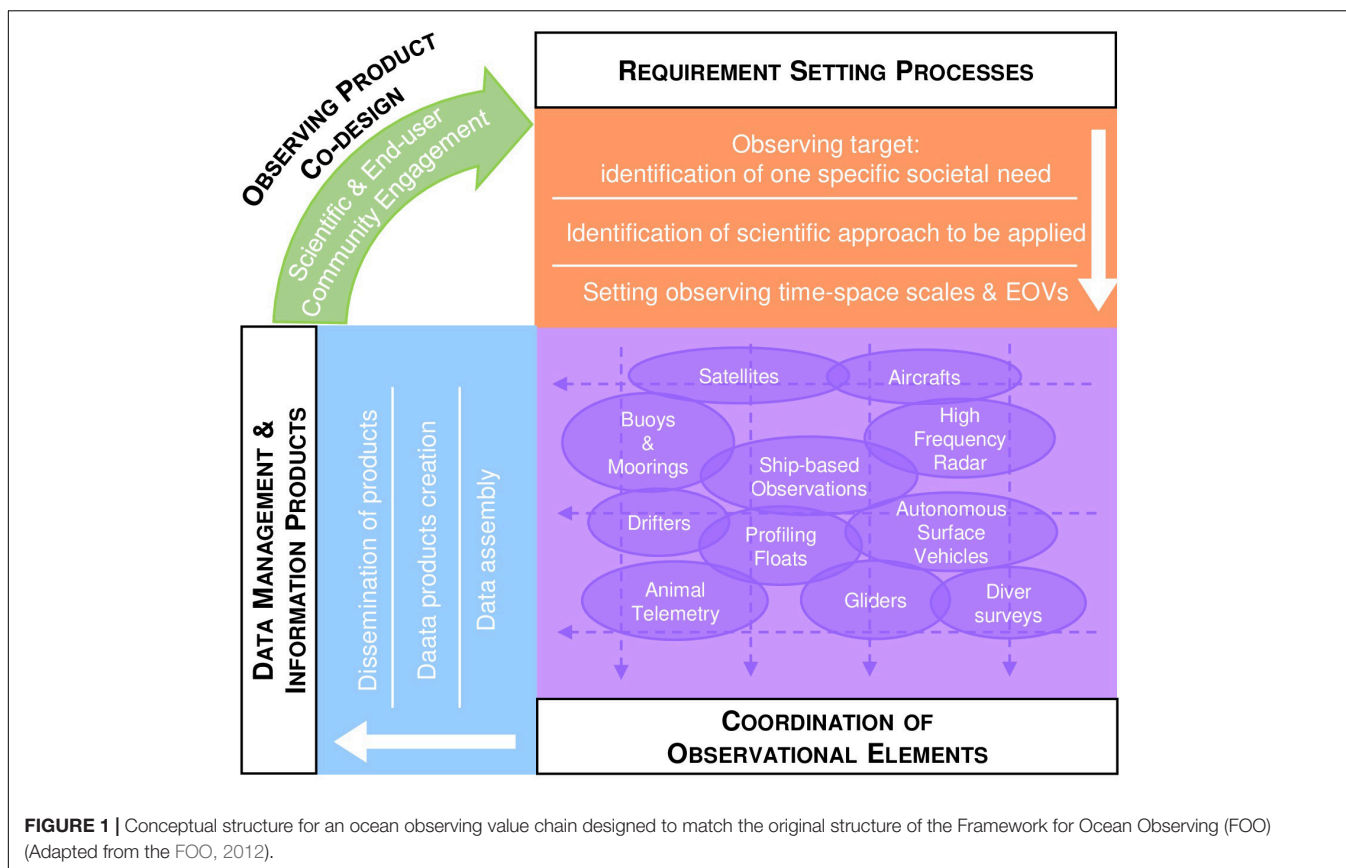 OBSERVING PRODUCT
CO-DESIGN
Scientific & End-user
Community Engagement
REQUIREMENT SETTING PROCESSES
Observing target:
identification of one specific societal need
Identification of scientific approach to be applied
Setting observing time-space scales & EOVs
Satellites
Aircrafts
Buoys
&
Moorings
High
Frequency
Radar
Ship-based
Observations
Drifters
Profiling
Floats
Autonomous
Surface
Vehicles
Animal
Telemetry
Gliders
Diver
surveys
COORDINATION OF
OBSERVATIONAL ELEMENTS
Data assembly
Daata products creation
Dissemination of products
DATA MANAGEMENT &
INFORMATION PRODUCTS
FIGURE 1 | Conceptual structure for an ocean observing value chain designed to match the original structure of the Framework for Ocean Observing (FOO)
(Adapted from the FOO, 2012).